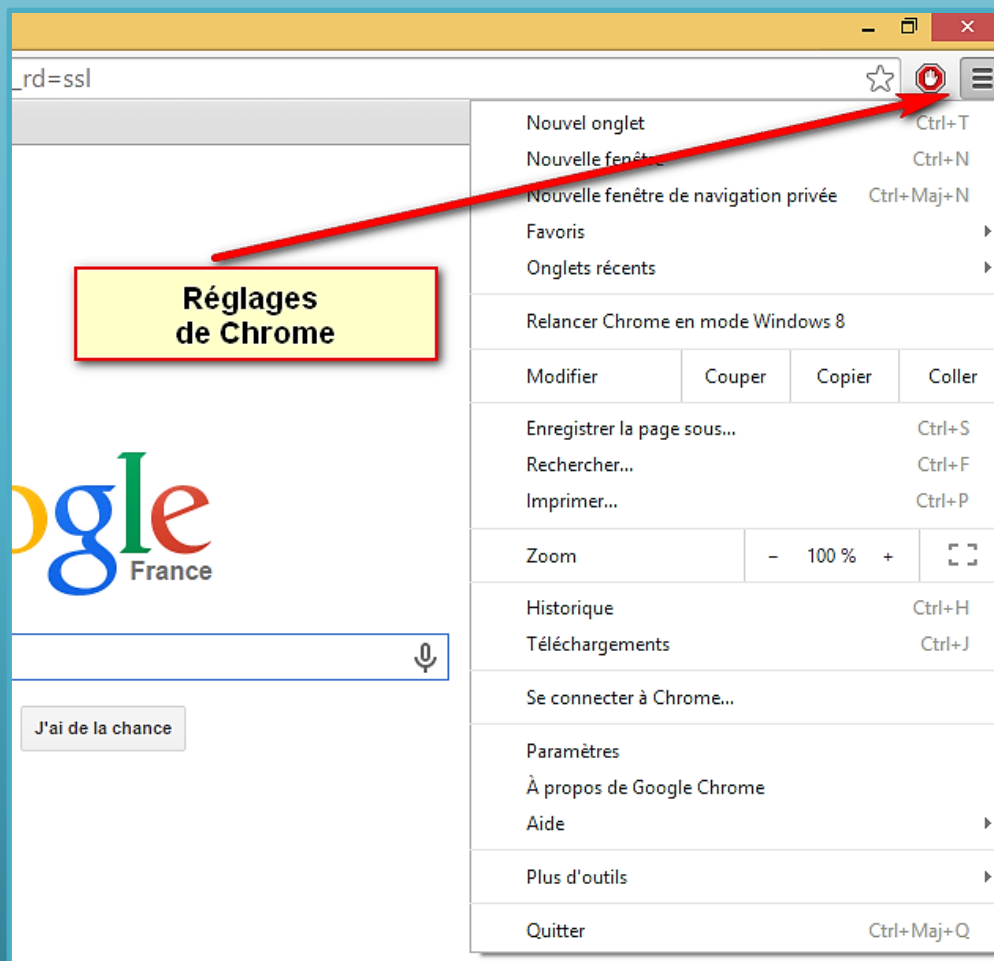 _rd=ssl
Nouvel onglet Ctrl+T
Nouvelle fenêtre Ctrl+N
Nouvelle fenêtre de navigation privée Ctrl+Maj+N
Favoris
Onglets récents
Réglages
de Chrome
Relancer Chrome en mode Windows 8
Modifier Couper Copier Coller
Enregistrer la page sous...
Ctrl+S
Rechercher... Ctrl+F
Imprimer... Ctrl+P
ogle
France
Zoom - 100 % +
Historique Ctrl+H
Téléchargements Ctrl+J
Se connecter à Chrome...
J'ai de la chance
Paramètres
À propos de Google Chrome
Aide
Plus d'outils
Quitter Ctrl+Maj+Q